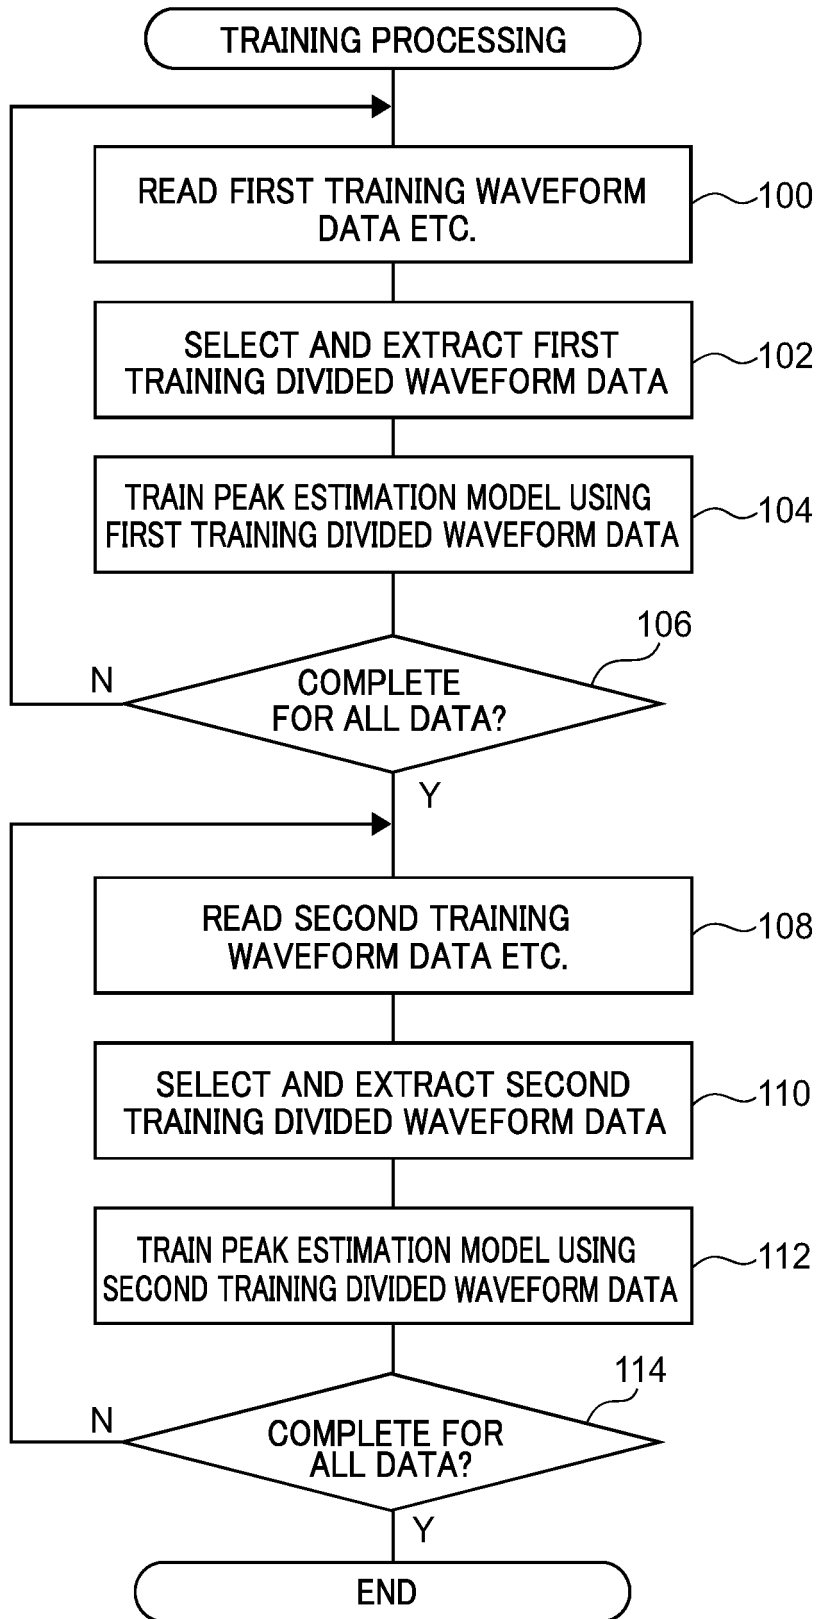 TRAINING PROCESSING
READ FIRST TRAINING WAVEFORM
DATA ETC.
100
SELECT AND EXTRACT FIRST
TRAINING DIVIDED WAVEFORM DATA
102
TRAIN PEAK ESTIMATION MODEL USING
FIRST TRAINING DIVIDED WAVEFORM DATA
104
106
N
COMPLETE
FOR ALL DATA?
Y
READ SECOND TRAINING
WAVEFORM DATA ETC.
108
SELECT AND EXTRACT SECOND
TRAINING DIVIDED WAVEFORM DATA
110
TRAIN PEAK ESTIMATION MODEL USING
SECOND TRAINING DIVIDED WAVEFORM DATA
112
114
N
COMPLETE FOR
ALL DATA?
Y
END